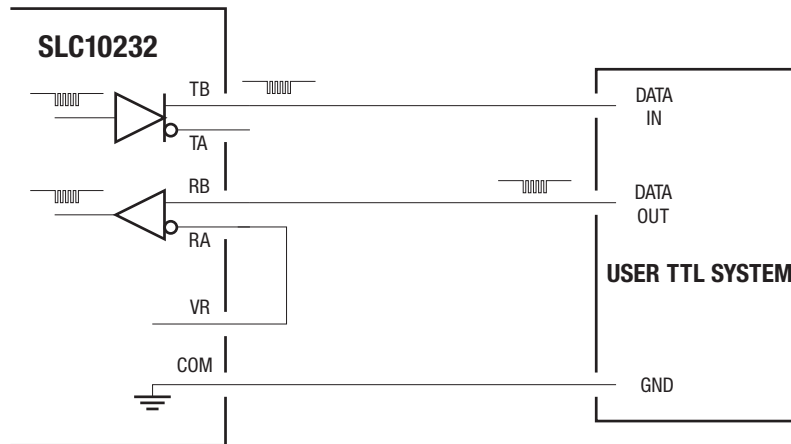 SLC10232
TB
DATA
IN
TA
RB
DATA
OUT
RA
USER TTL SYSTEM
VR
COM
GND